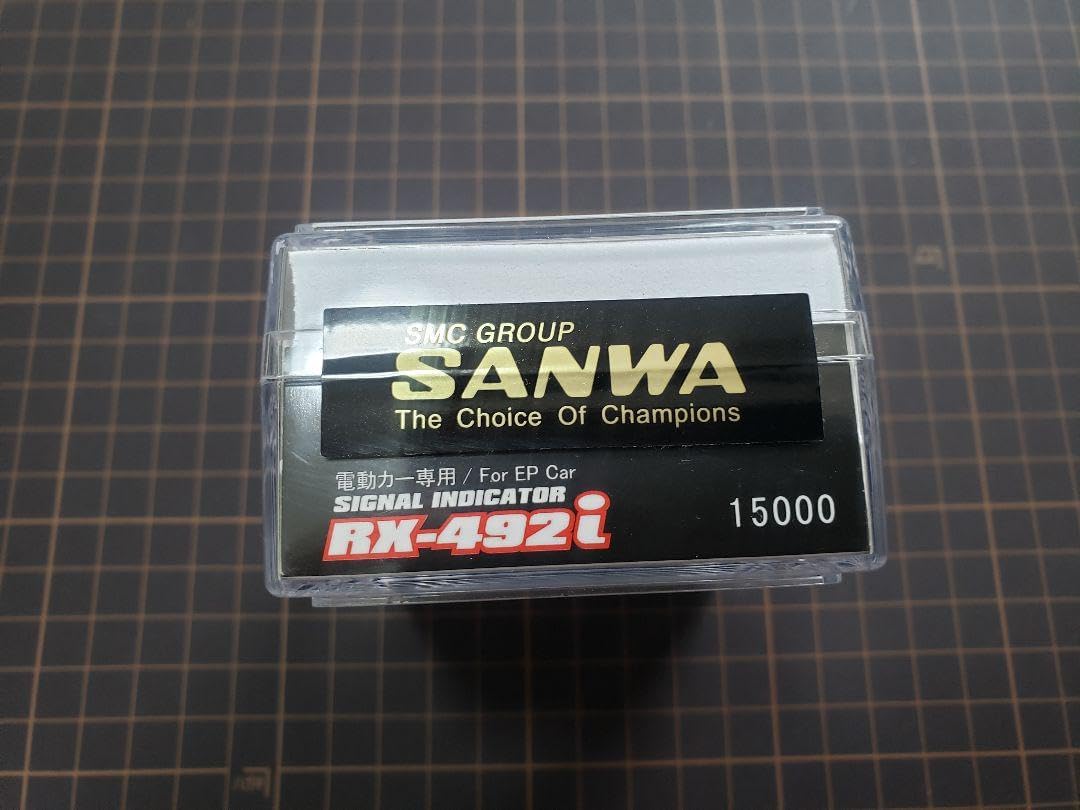 SMC GROUP
SANWA
The Choice Of Champions
電動カー専用 / For EP Car
SIGNAL INDICATOR
RX-492i
15000